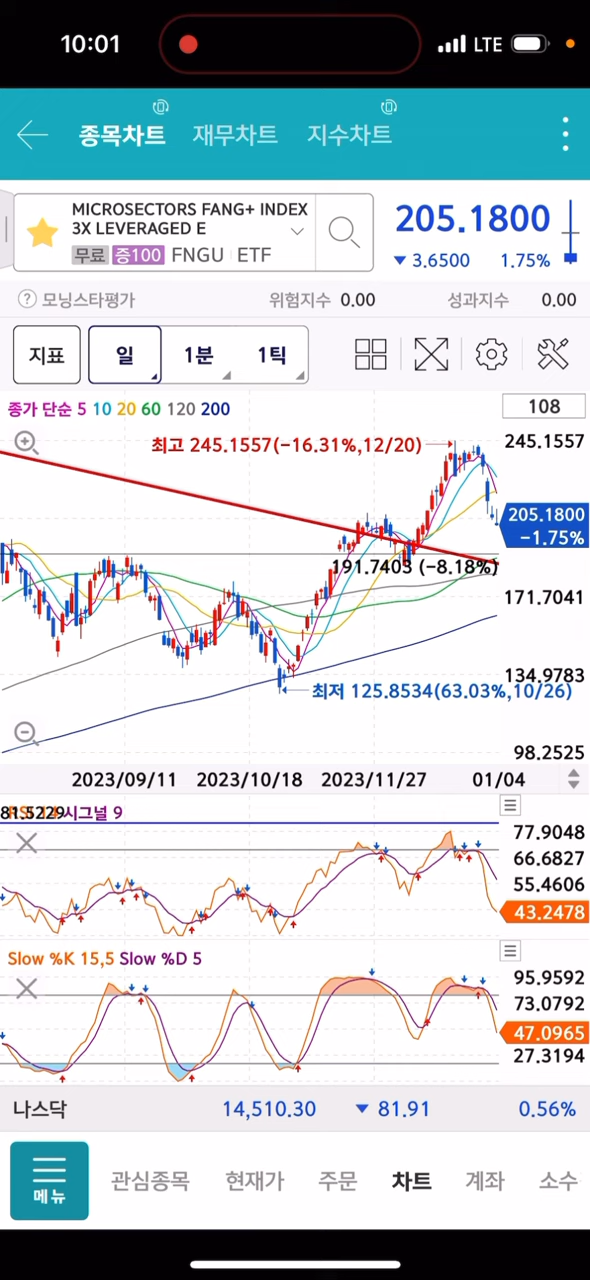 10:01 LTE
종목차트 재무차트 지수차트
MICROSECTORS FANG+ INDEX
3X LEVERAGED E
무료 증100 FNGU ETF
205.1800
▼ 3.6500 1.75%
? 모닝스타평가 위험지수 0.00 성과지수 0.00
지표 일 1분 1틱
종가 단순 5 10 20 60 120 200
108
최고 245.1557(-16.31%,12/20)
245.1557
205.1800
-1.75%
191.7403 (-8.18%)
171.7041
134.9783
최저 125.8534(63.03%,10/26)
98.2525
2023/09/11 2023/10/18 2023/11/27 01/04
81.5229 시그널 9
77.9048
66.6827
55.4606
43.2478
Slow %K 15,5 Slow %D 5
95.9592
73.0792
47.0965
27.3194
나스닥 14,510.30 ▼ 81.91 0.56%
메뉴 관심종목 현재가 주문 차트 계좌 소수